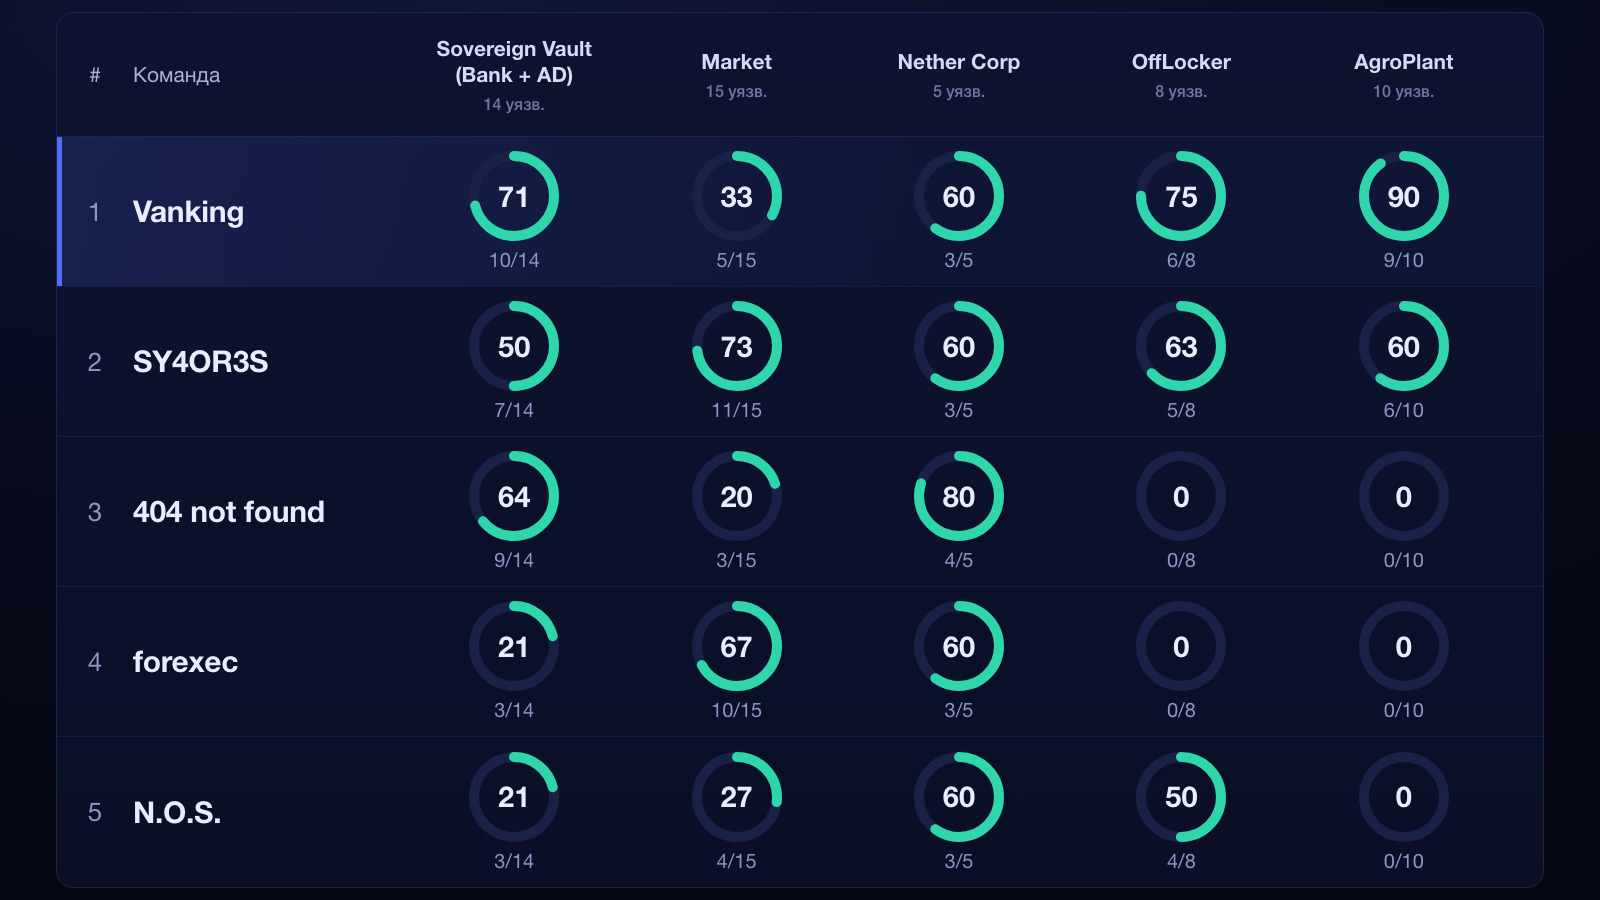 # Команда Sovereign Vault (Bank + AD) 14 уязв. Market 15 уязв. Nether Corp 5 уязв. OffLocker 8 уязв. AgroPlant 10 уязв.
1 Vanking 71 33 60 75 90
10/14 5/15 3/5 6/8 9/10
2 SY4OR3S 50 73 60 63 60
7/14 11/15 3/5 5/8 6/10
3 404 not found 64 20 80 0 0
9/14 3/15 4/5 0/8 0/10
4 forexec 21 67 60 0 0
3/14 10/15 3/5 0/8 0/10
5 N.O.S. 21 27 60 50 0
3/14 4/15 3/5 4/8 0/10